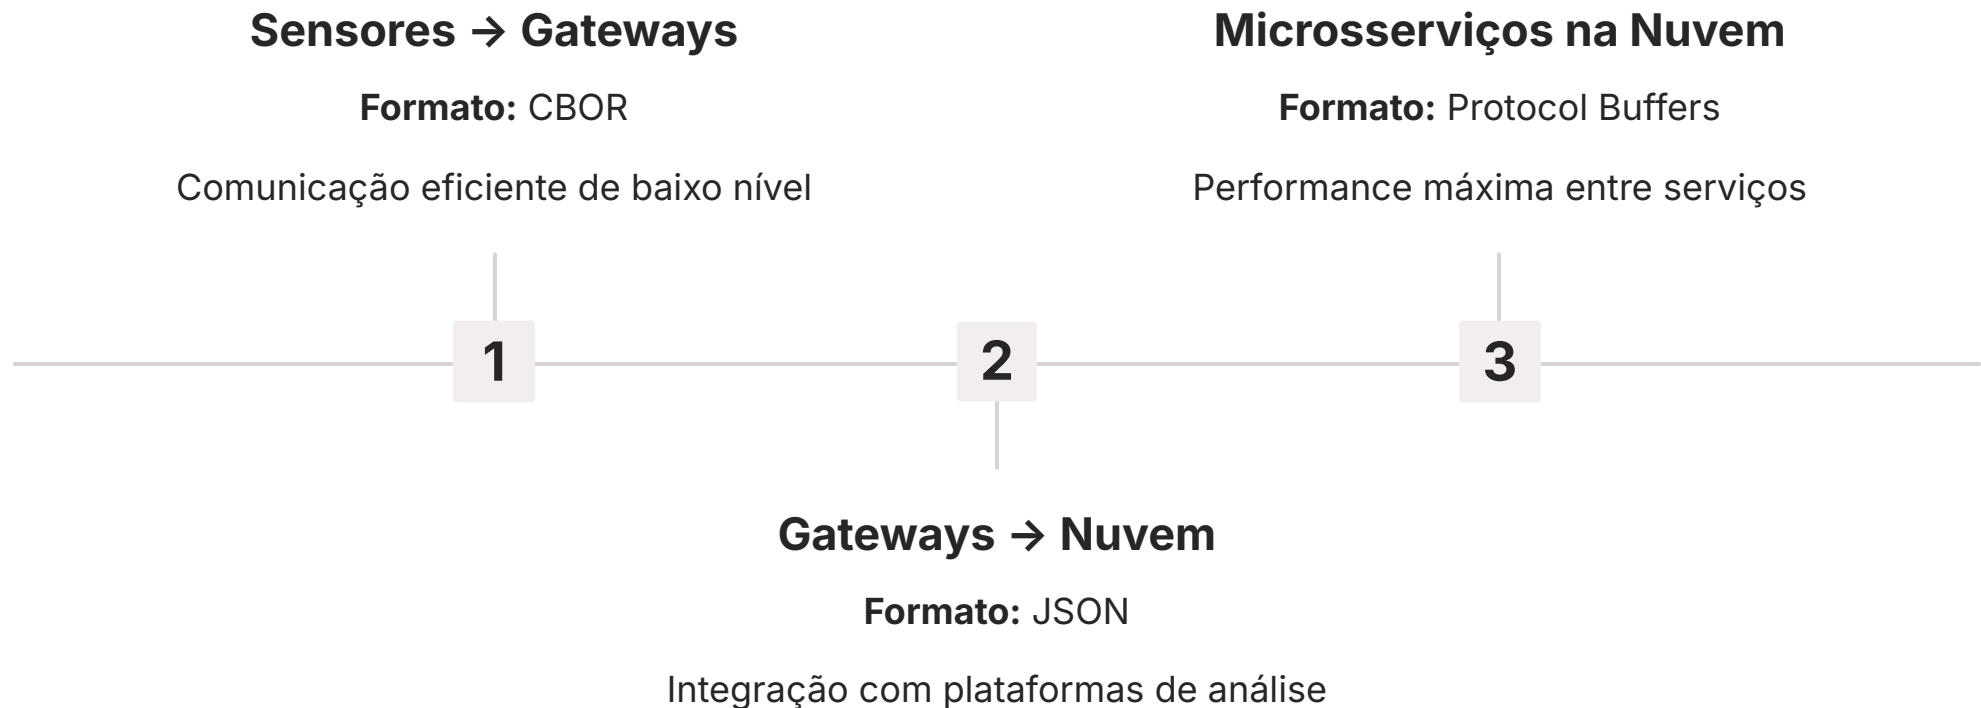 Sensores → Gateways
Formato: CBOR
Comunicação eficiente de baixo nível
Microsserviços na Nuvem
Formato: Protocol Buffers
Performance máxima entre serviços
1
2
3
Gateways → Nuvem
Formato: JSON
Integração com plataformas de análise